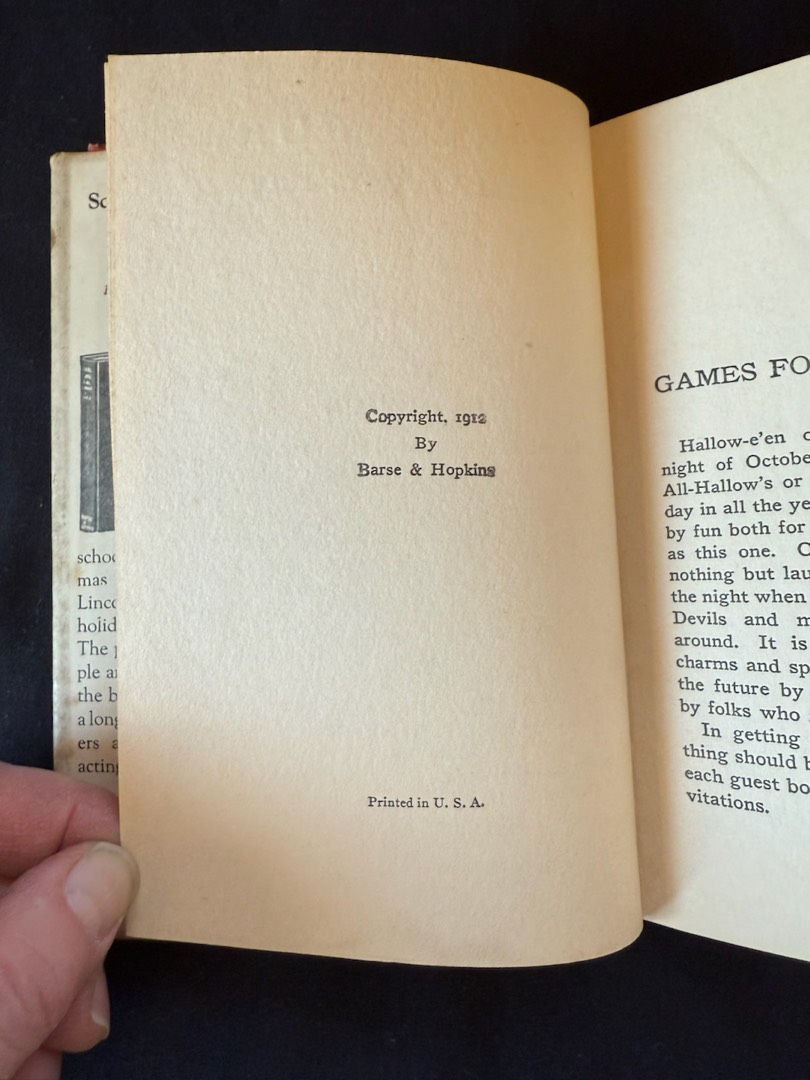 Sc
schoo
mas
Linco
holid
The p
ple a
the b
a long
ers a
acting
Copyright, 1912
By
Barse & Hopkins
Printed in U. S. A.
GAMES FO
Hallow-e'en o
night of Octobe
All-Hallow's or
day in all the ye
by fun both for
as this one. O
nothing but lau
the night when
Devils and m
around. It is
charms and sp
the future by
by folks who
In getting
thing should b
each guest bo
vitations.